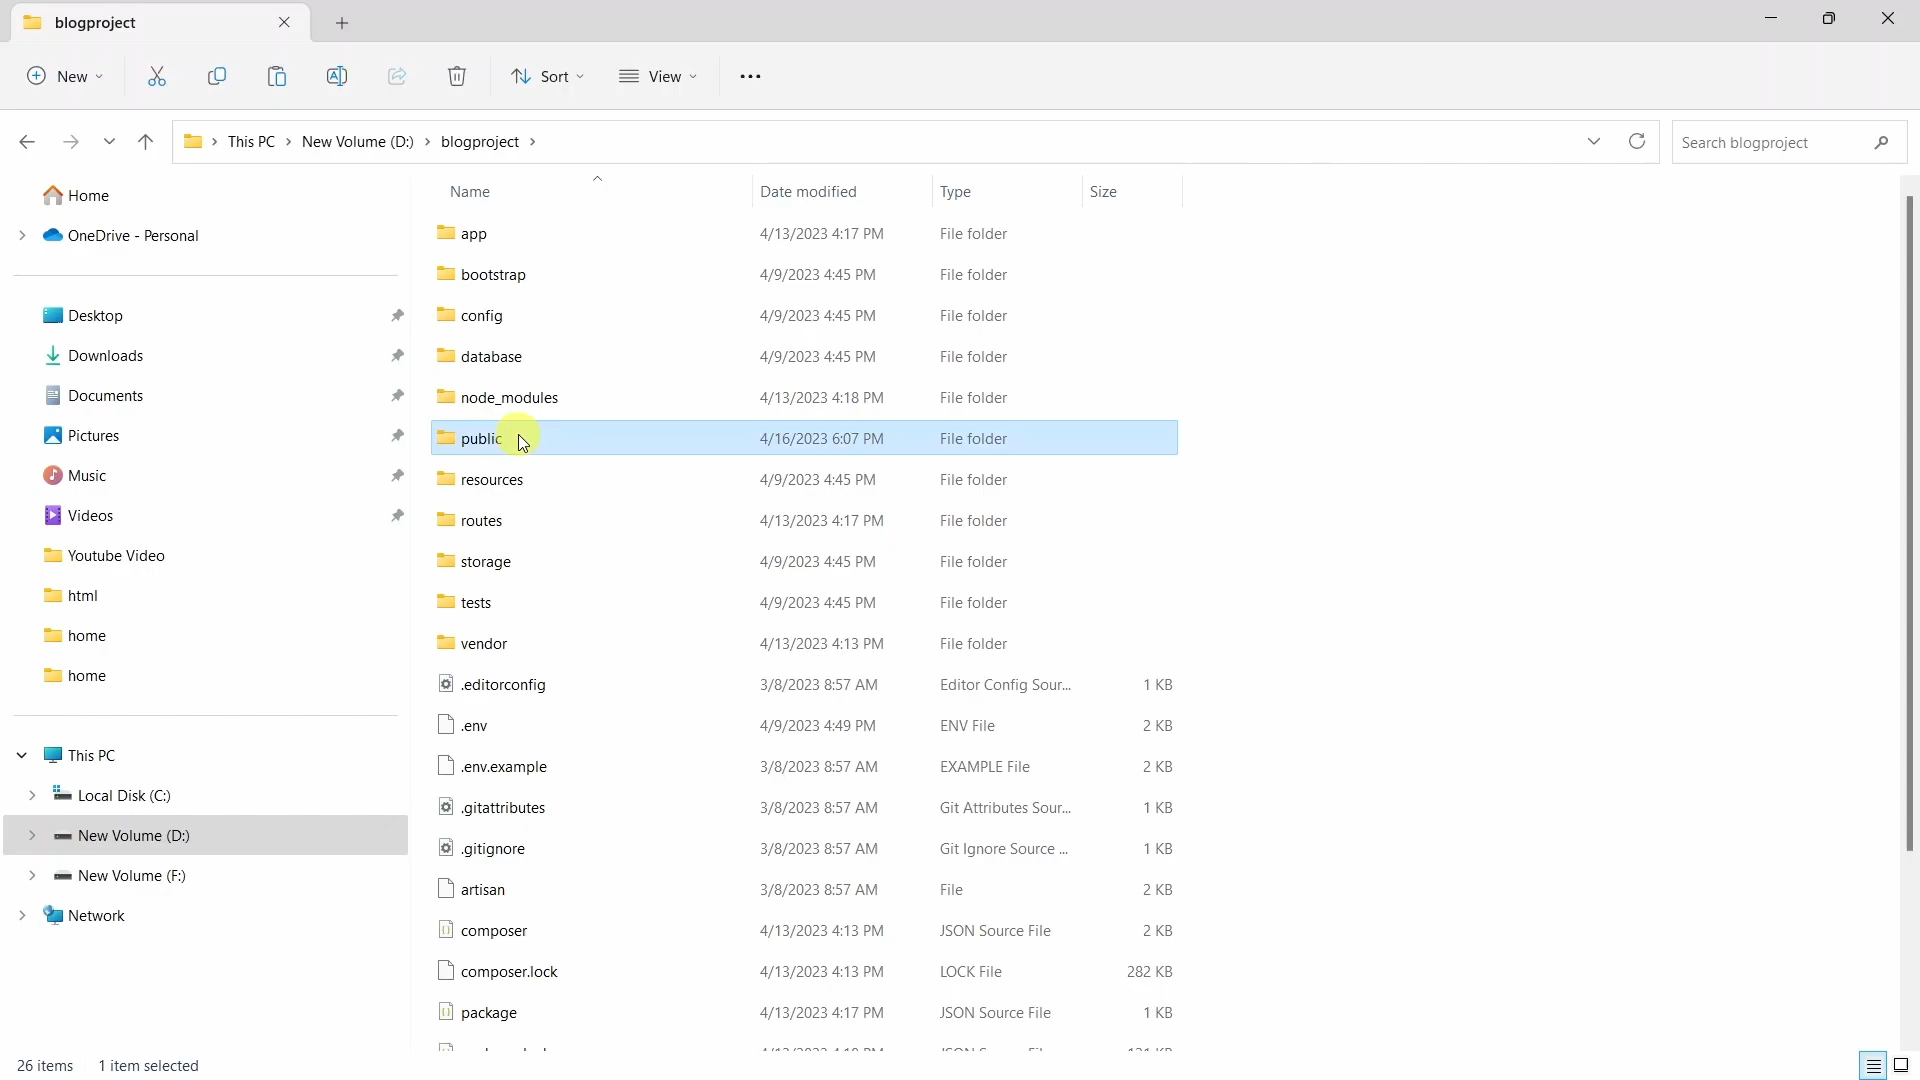 blogproject
New
Sort
View
This PC
New Volume (D:)
blogproject
Search blogproject
Home
OneDrive - Personal
Desktop
Downloads
Documents
Pictures
Music
Videos
Youtube Video
html
home
home
This PC
Local Disk (C:)
New Volume (D:)
New Volume (F:)
Network
Name Date modified Type Size
app 4/13/2023 4:17 PM File folder
bootstrap 4/9/2023 4:45 PM File folder
config 4/9/2023 4:45 PM File folder
database 4/9/2023 4:45 PM File folder
node_modules 4/13/2023 4:18 PM File folder
public 4/16/2023 6:07 PM File folder
resources 4/9/2023 4:45 PM File folder
routes 4/13/2023 4:17 PM File folder
storage 4/9/2023 4:45 PM File folder
tests 4/9/2023 4:45 PM File folder
vendor 4/13/2023 4:13 PM File folder
.editorconfig 3/8/2023 8:57 AM Editor Config Sour... 1 KB
.env 4/9/2023 4:49 PM ENV File 2 KB
.env.example 3/8/2023 8:57 AM EXAMPLE File 2 KB
.gitattributes 3/8/2023 8:57 AM Git Attributes Sour... 1 KB
.gitignore 3/8/2023 8:57 AM Git Ignore Source ... 1 KB
artisan 3/8/2023 8:57 AM File 2 KB
composer 4/13/2023 4:13 PM JSON Source File 2 KB
composer.lock 4/13/2023 4:13 PM LOCK File 282 KB
package 4/13/2023 4:17 PM JSON Source File 1 KB
26 items 1 item selected